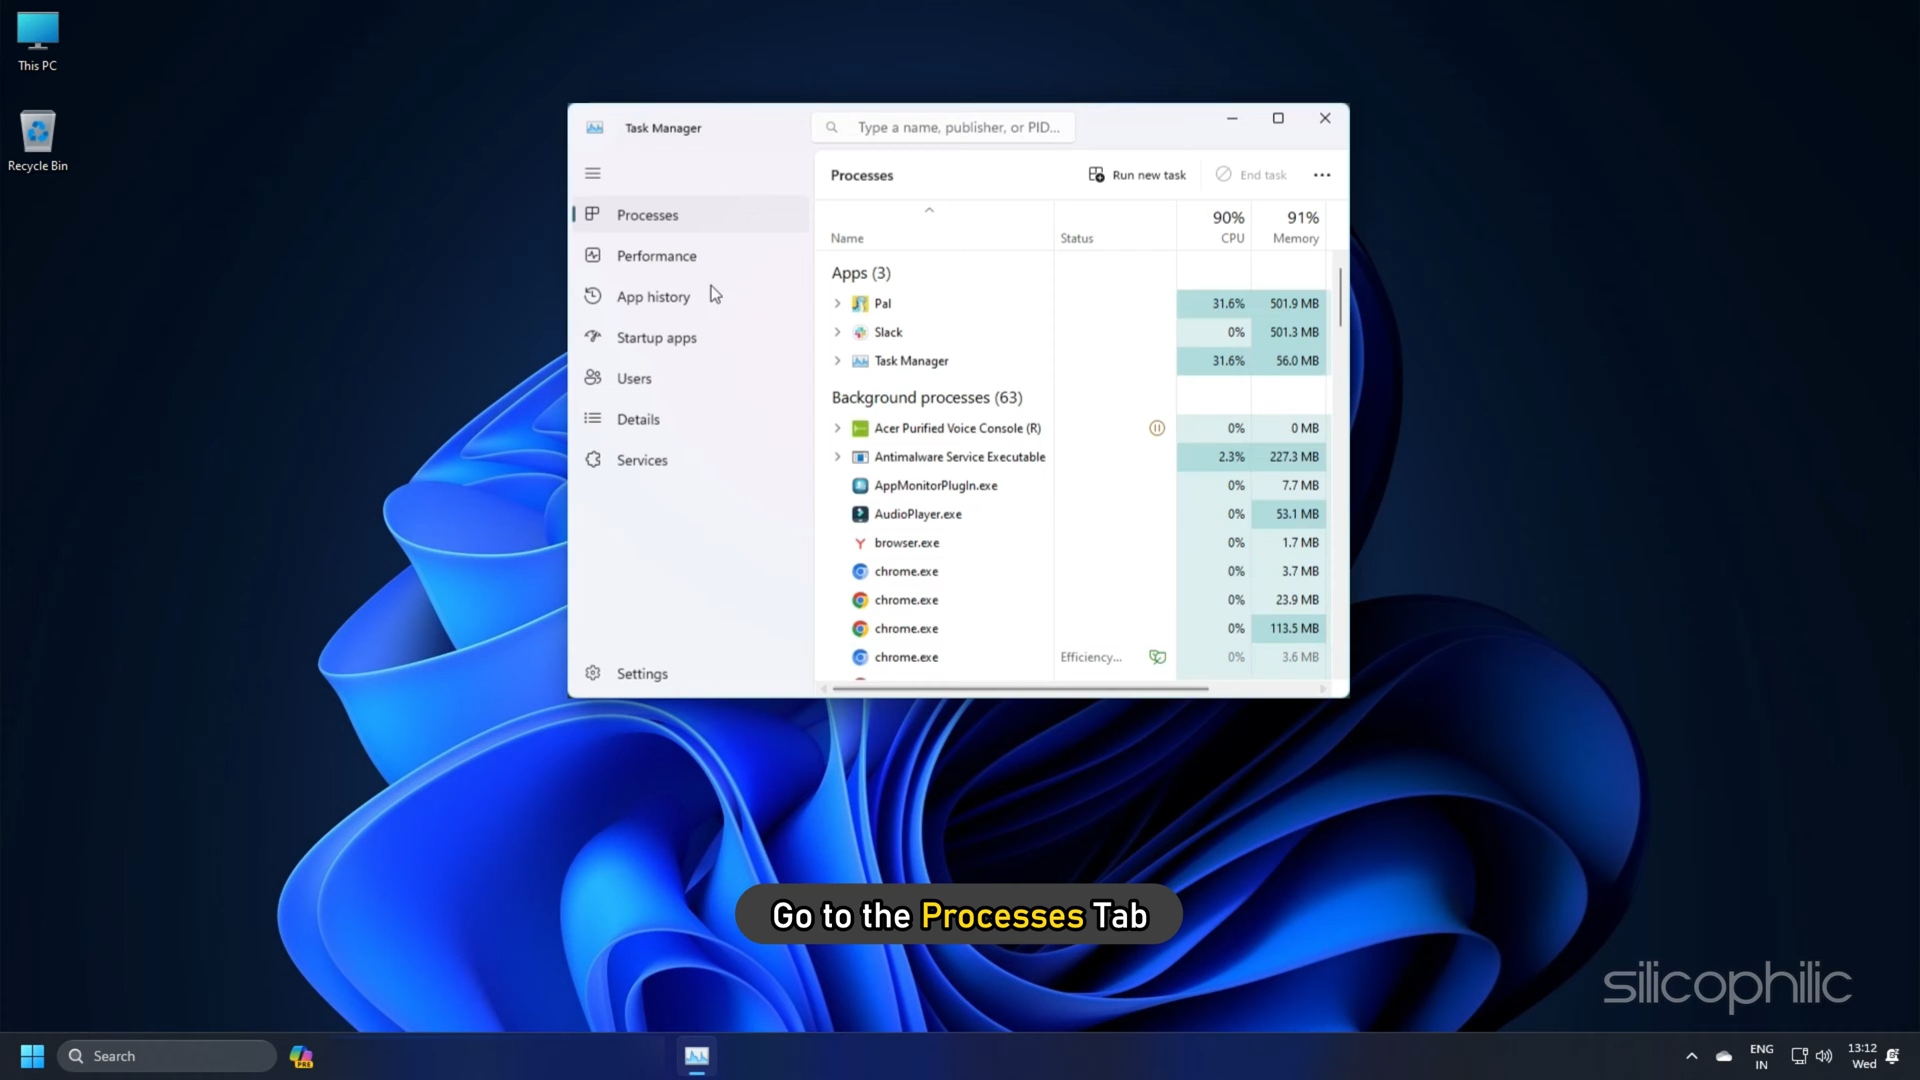 This PC
Recycle Bin
Task Manager
Type a name, publisher, or PID...
Processes
Performance
App history
Startup apps
Users
Details
Services
Settings
Processes
Run new task
End task
Name
Status
90%
CPU
91%
Memory
Apps (3)
Pal 31.6% 501.9 MB
Slack 0% 501.3 MB
Task Manager 31.6% 56.0 MB
Background processes (63)
Acer Purified Voice Console (R) 0% 0 MB
Antimalware Service Executable 2.3% 227.3 MB
AppMonitorPlugIn.exe 0% 7.7 MB
AudioPlayer.exe 0% 53.1 MB
browser.exe 0% 1.7 MB
chrome.exe 0% 3.7 MB
chrome.exe 0% 23.9 MB
chrome.exe 0% 113.5 MB
chrome.exe Efficiency... 0% 3.6 MB
Go to the Processes Tab
silicophilic
Search
PRE
ENG
IN
13:12
Wed